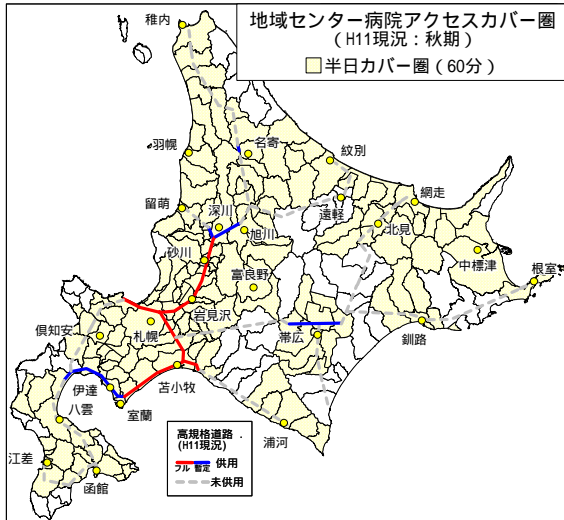 地域センター病院アクセスカバー圏
（H11現況：秋期）
半日カバー圏（60分）
稚内
羽幌
名寄
紋別
留萌
深川
旭川
遠軽
網走
北見
砂川
富良野
中標津
根室
岩見沢
倶知安
札幌
帯広
釧路
伊達
苫小牧
八雲
室蘭
浦河
江差
函館
高規格道路．
(H11現況)
フル 暫定 供用
未供用